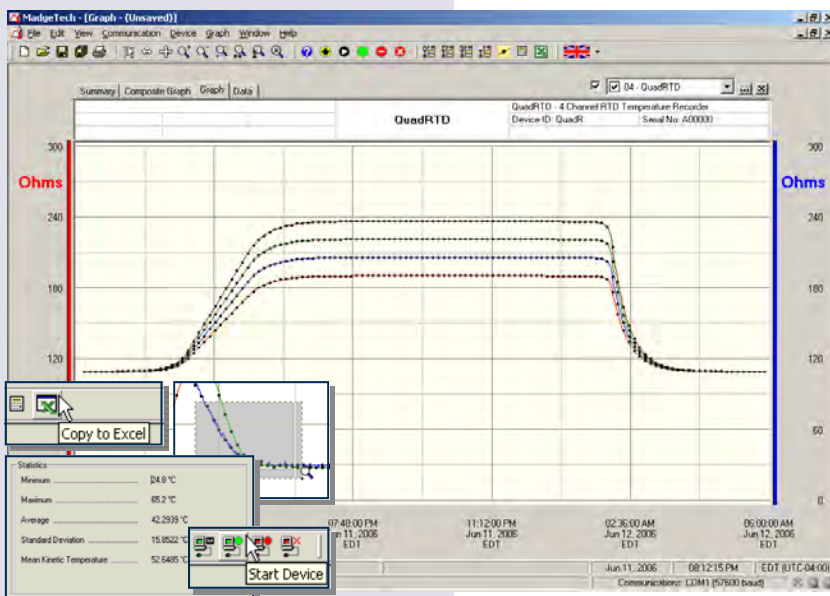 MadgeTech - [Graph - (Unsaved)]
File Edit View Communication Device Graph Window Help
Summary Composite Graph Graph Data
04 - QuadRTD
QuadRTD
QuadRTD - 4 Channel RTD Temperature Recorder
Device ID: QuadR Serial No: A00000
300 300
Ohms Ohms
240 240
180 180
120 120
60
0
Copy to Excel
Statistics
Minimum 24.8 °C
Maximum 65.2 °C
Average 42.2939 °C
Standard Deviation 15.8522 °C
Mean Kinetic Temperature 52.6485 °C
Start Device
07:48:00 PM 11:12:00 PM 02:36:00 AM 06:00:00 AM
Jun 11, 2006 Jun 11, 2006 Jun 12, 2006 Jun 12, 2006
EDT EDT EDT EDT
Jun 11, 2006 08:12:15 PM EDT (UTC-04:00)
Communications: COM1 (57600 baud)